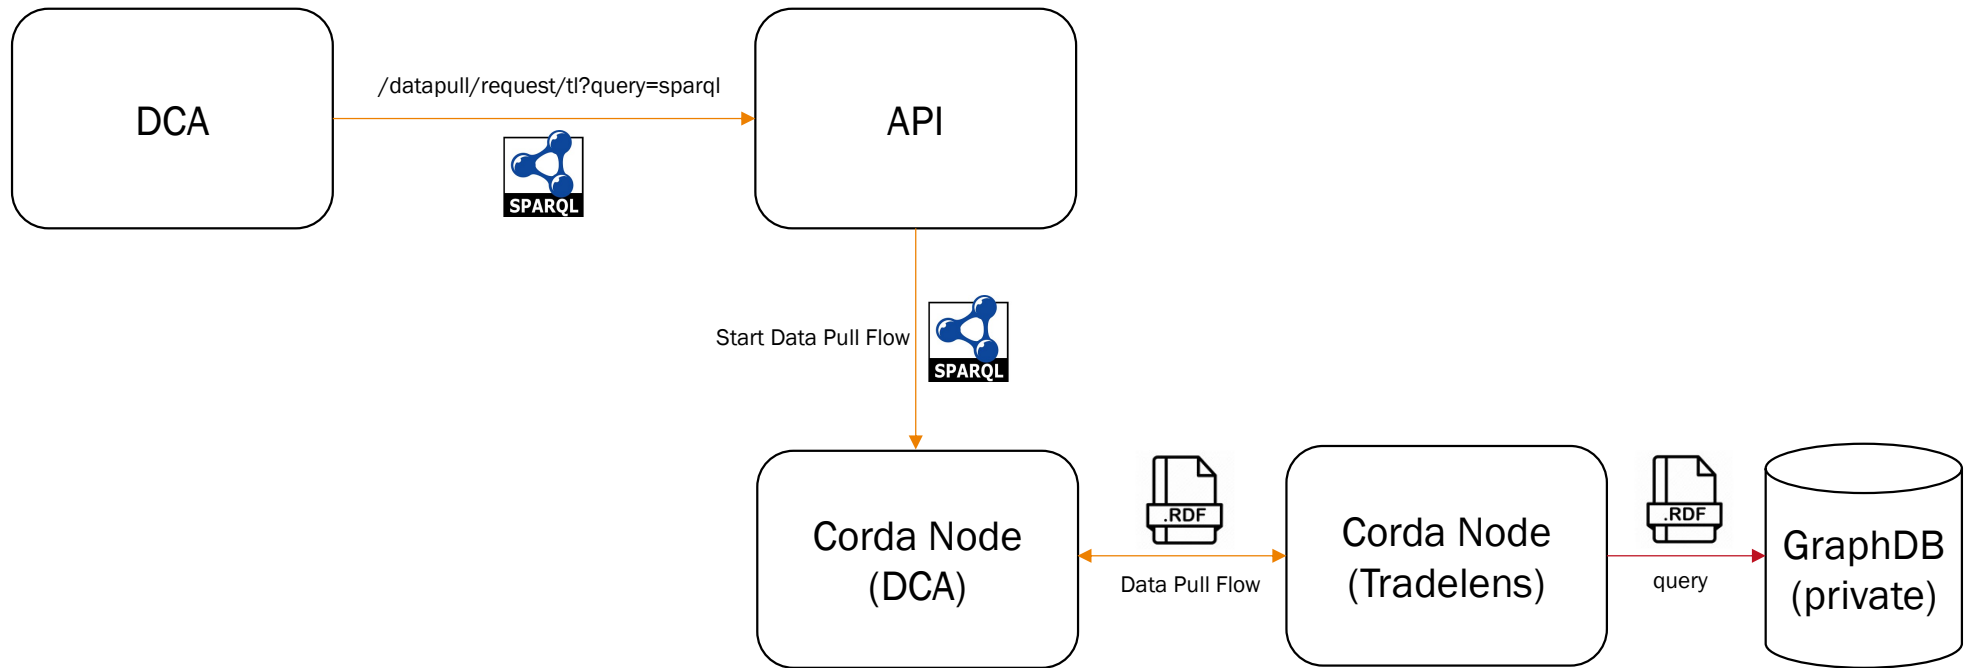 DCA
/datapull/request/tl?query=sparql
SPARQL
API
Start Data Pull Flow
SPARQL
Corda Node
(DCA)
.RDF
Data Pull Flow
Corda Node
(Tradelens)
.RDF
query
GraphDB
(private)